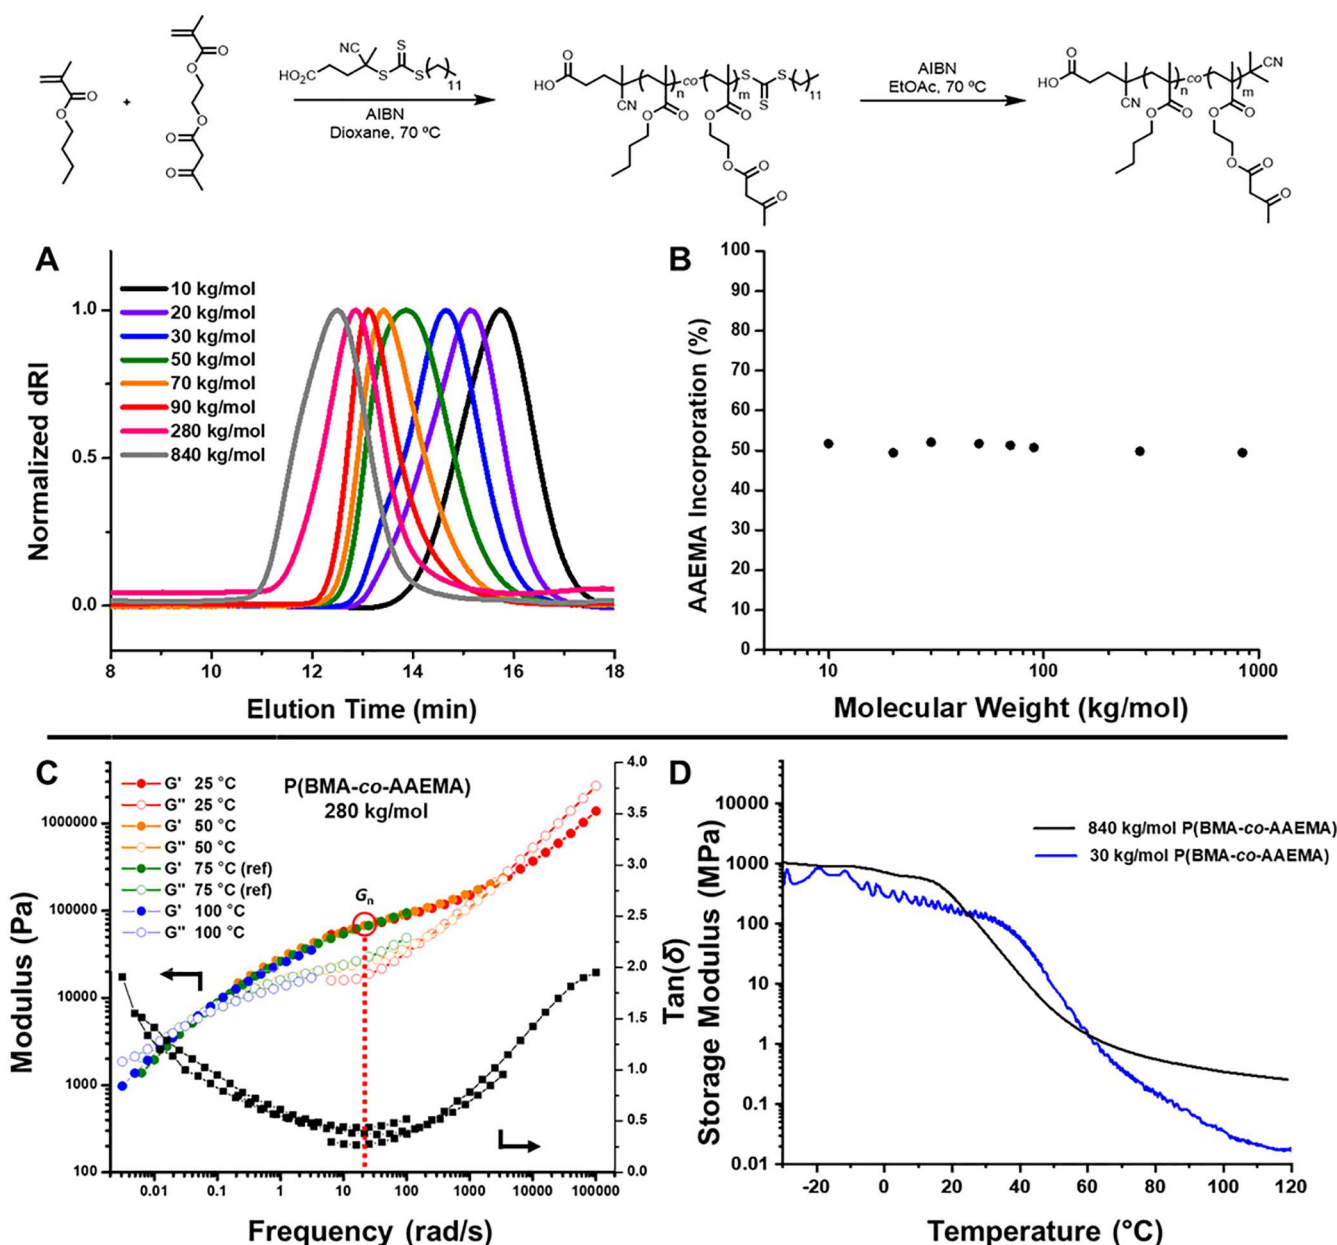 NC
S
HO₂C
S
S
11
O
O
O
O
O
O
+
AIBN
Dioxane, 70 ºC
O
HO
CN
n
co
m
S
S
S
11
O
O
O
O
O
O
O
AIBN
EtOAc, 70 ºC
O
HO
CN
n
co
m
CN
O
O
O
O
O
O
O
A
10 kg/mol
20 kg/mol
30 kg/mol
50 kg/mol
70 kg/mol
90 kg/mol
280 kg/mol
840 kg/mol
Normalized dRI
1.0
0.5
0.0
8 10 12 14 16 18
Elution Time (min)
B
AAEMA Incorporation (%)
100
90
80
70
60
50
40
30
20
10
0
10 100 1000
Molecular Weight (kg/mol)
C
G' 25 °C
G'' 25 °C
G' 50 °C
G'' 50 °C
G' 75 °C (ref)
G'' 75 °C (ref)
G' 100 °C
G'' 100 °C
P(BMA-co-AAEMA)
280 kg/mol
Gn
Modulus (Pa)
1000000
100000
10000
1000
100
0.01 0.1 1 10 100 1000 10000 100000
Frequency (rad/s)
4.0
3.5
3.0
2.5
2.0
1.5
1.0
0.5
0.0
Tan(δ)
D
840 kg/mol P(BMA-co-AAEMA)
30 kg/mol P(BMA-co-AAEMA)
Storage Modulus (MPa)
10000
1000
100
10
1
0.1
0.01
-20 0 20 40 60 80 100 120
Temperature (°C)